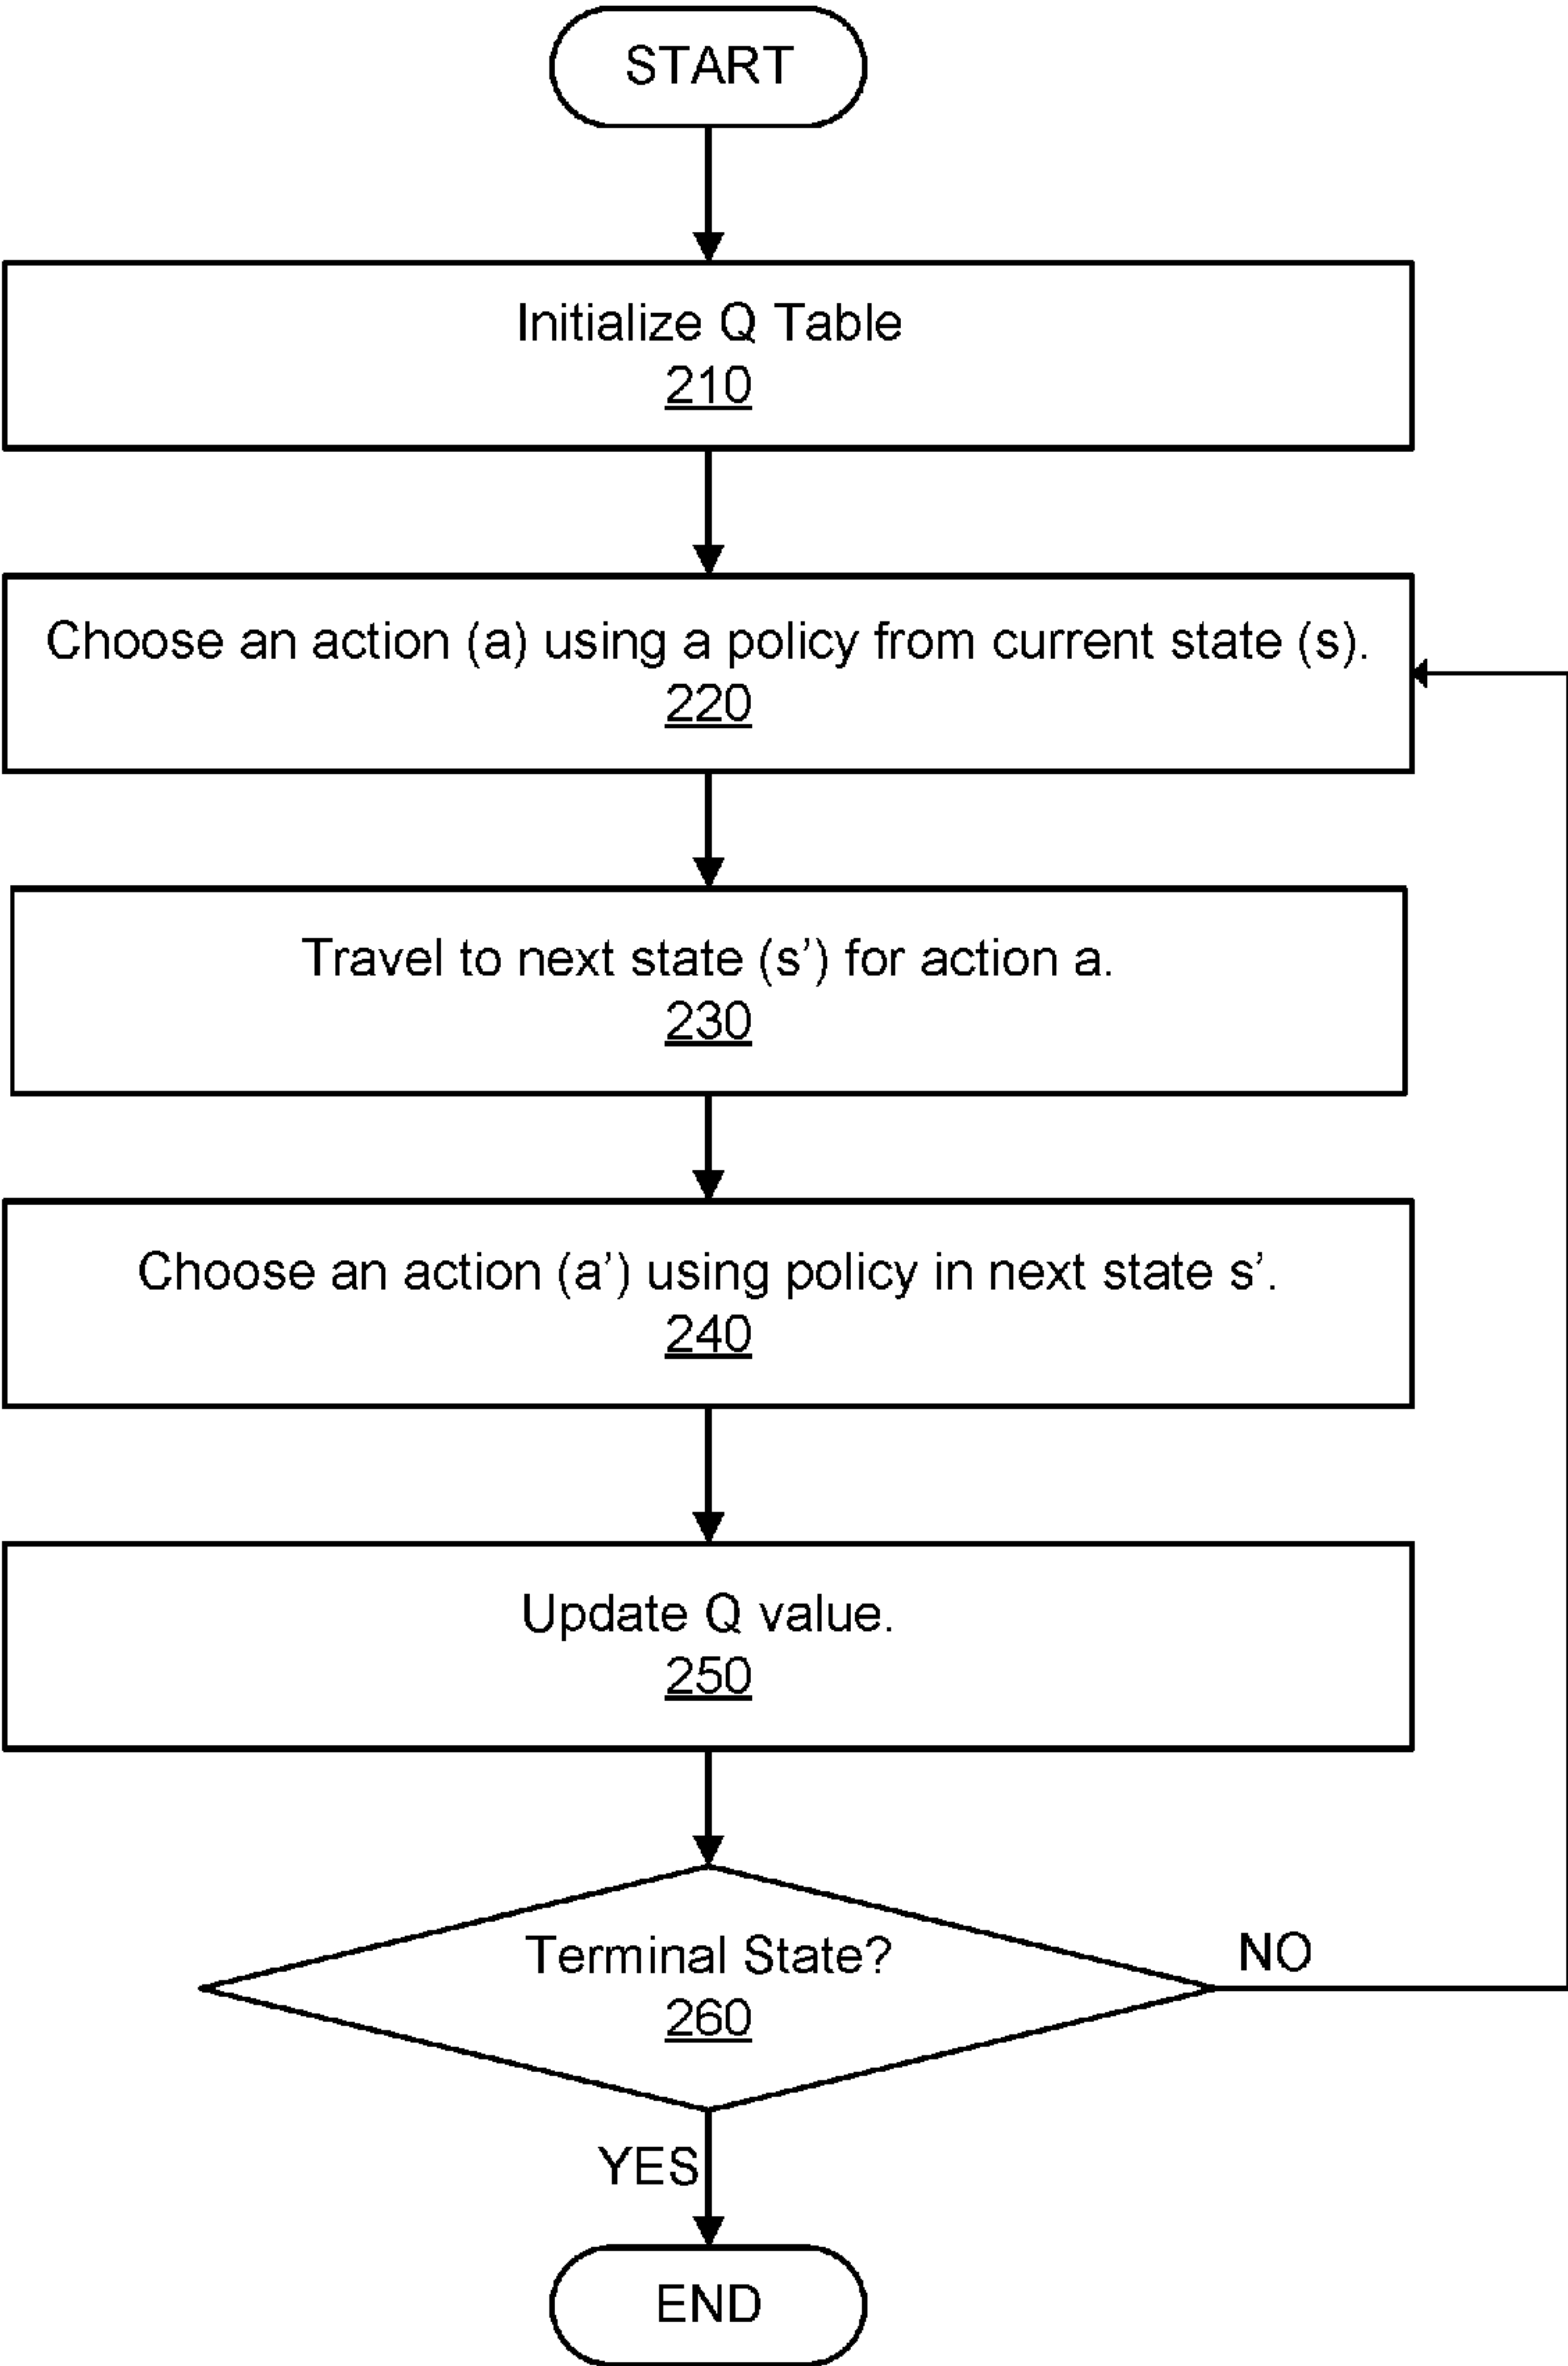 START
Initialize Q Table
210
Choose an action (a) using a policy from current state (s).
220
Travel to next state (s’) for action a.
230
Choose an action (a’) using policy in next state s’.
240
Update Q value.
250
Terminal State?
260
NO
YES
END